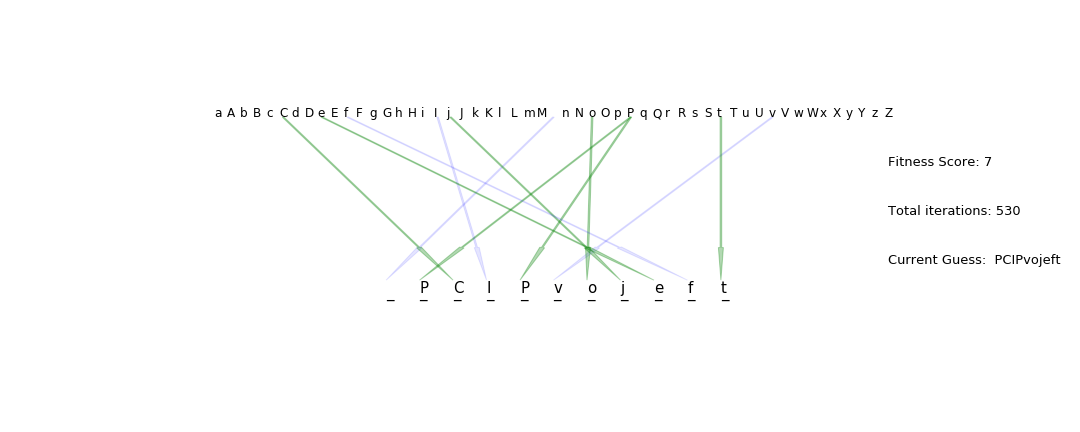 a A b B c C d D e E f F g G h H i I j J k K l L m M n N o O p P q Q r R s S t T u U v V w W x X y Y z Z
Fitness Score: 7
Total iterations: 530
Current Guess: PCIPvojeft
_ P C I P v o j e f t